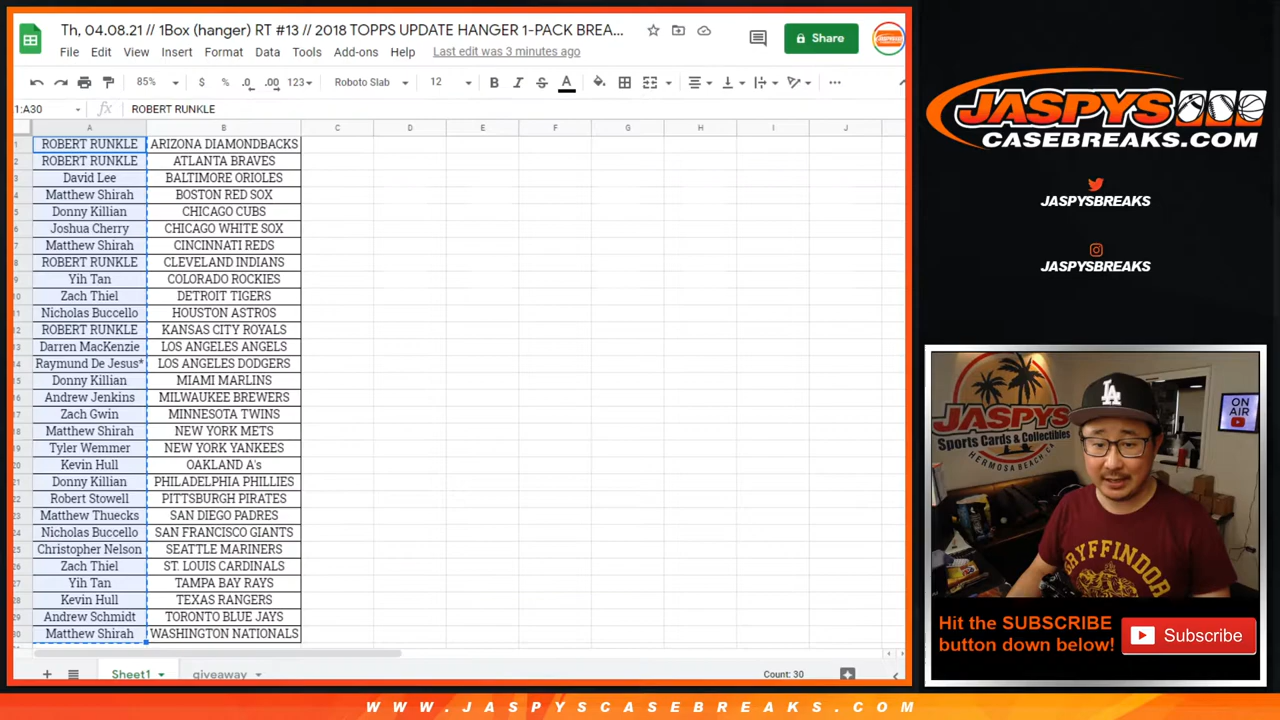 Th, 04.08.21 // 1Box (hanger) RT #13 // 2018 TOPPS UPDATE HANGER 1-PACK BREA...
Share
File Edit View Insert Format Data Tools Add-ons Help Last edit was 3 minutes ago
85% $ % .0 .00 123 Roboto Slab 12 B I S A
1:A30 fx ROBERT RUNKLE
A B C D E F G H I J
1 ROBERT RUNKLE ARIZONA DIAMONDBACKS
2 ROBERT RUNKLE ATLANTA BRAVES
3 David Lee BALTIMORE ORIOLES
4 Matthew Shirah BOSTON RED SOX
5 Donny Killian CHICAGO CUBS
6 Joshua Cherry CHICAGO WHITE SOX
7 Matthew Shirah CINCINNATI REDS
8 ROBERT RUNKLE CLEVELAND INDIANS
9 Yih Tan COLORADO ROCKIES
10 Zach Thiel DETROIT TIGERS
11 Nicholas Buccello HOUSTON ASTROS
12 ROBERT RUNKLE KANSAS CITY ROYALS
13 Darren MacKenzie LOS ANGELES ANGELS
14 Raymund De Jesus* LOS ANGELES DODGERS
15 Donny Killian MIAMI MARLINS
16 Andrew Jenkins MILWAUKEE BREWERS
17 Zach Gwin MINNESOTA TWINS
18 Matthew Shirah NEW YORK METS
19 Tyler Wemmer NEW YORK YANKEES
20 Kevin Hull OAKLAND A's
21 Donny Killian PHILADELPHIA PHILLIES
22 Robert Stowell PITTSBURGH PIRATES
23 Matthew Thuecks SAN DIEGO PADRES
24 Nicholas Buccello SAN FRANCISCO GIANTS
25 Christopher Nelson SEATTLE MARINERS
26 Zach Thiel ST. LOUIS CARDINALS
27 Yih Tan TAMPA BAY RAYS
28 Kevin Hull TEXAS RANGERS
29 Andrew Schmidt TORONTO BLUE JAYS
30 Matthew Shirah WASHINGTON NATIONALS
Sheet1 giveaway Count: 30
JASPYS
CASEBREAKS.COM
JASPYSBREAKS
JASPYSBREAKS
JASPYS
Sports Cards & Collectibles
HERMOSA BEACH, CA
LA
ON
AIR
GRYFFINDOR
Hit the SUBSCRIBE
button down below!
Subscribe
WWW.JASPYSCASEBREAKS.COM